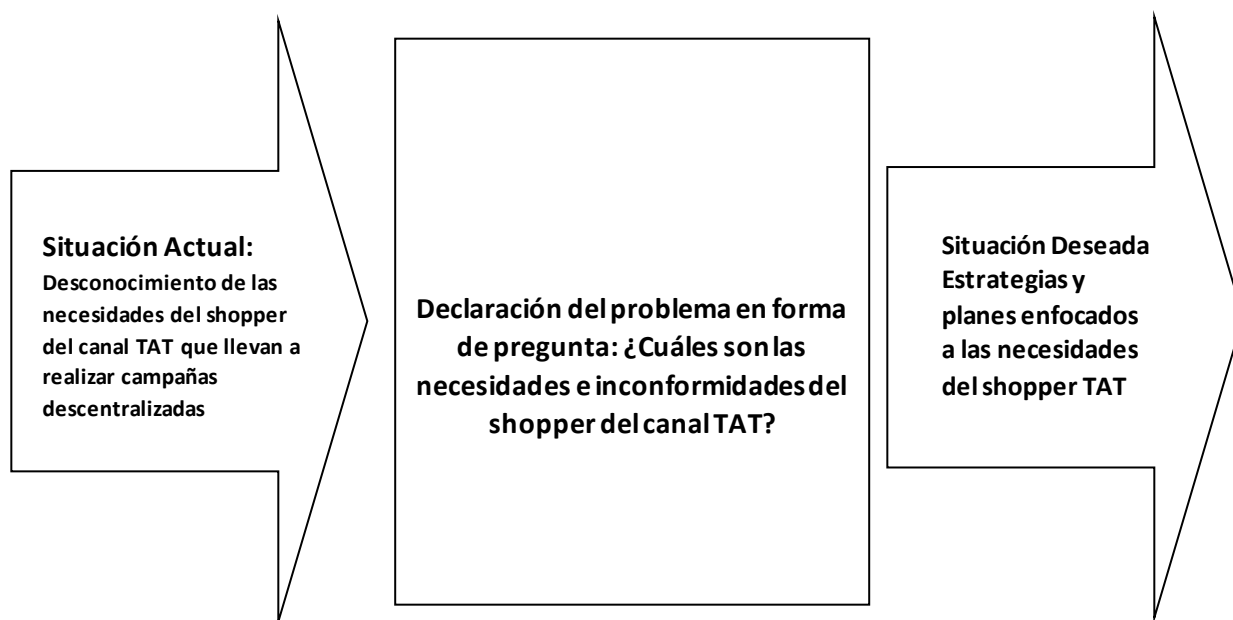 Situación Actual:
Desconocimiento de las
necesidades del shopper
del canal TAT que llevan a
realizar campañas
descentralizadas
Declaración del problema en forma
de pregunta: ¿Cuáles son las
necesidades e inconformidades del
shopper del canal TAT?
Situación Deseada
Estrategias y
planes enfocados
a las necesidades
del shopper TAT